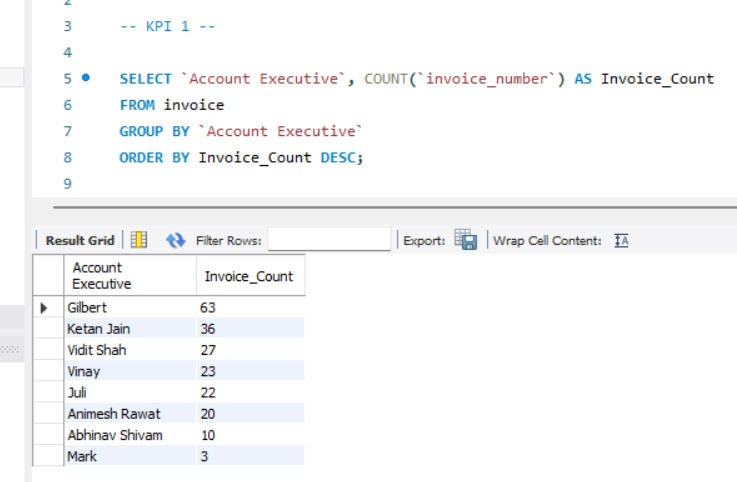 2
3 -- KPI 1 --
4
5 SELECT `Account Executive`, COUNT(`invoice_number`) AS Invoice_Count
6 FROM invoice
7 GROUP BY `Account Executive`
8 ORDER BY Invoice_Count DESC;
9
Result Grid Filter Rows: Export: Wrap Cell Content: IA
Account
Executive Invoice_Count
Gilbert 63
Ketan Jain 36
Vidit Shah 27
Vinay 23
Juli 22
Animesh Rawat 20
Abhinav Shivam 10
Mark 3